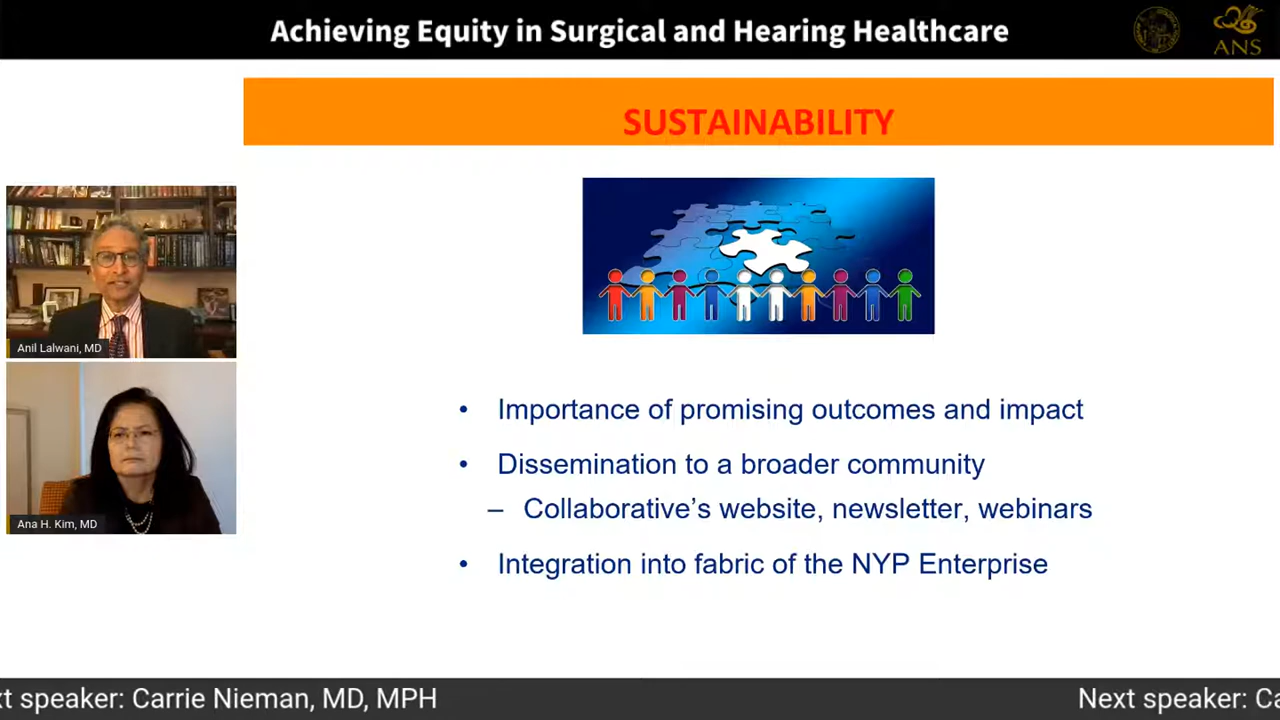 Achieving Equity in Surgical and Hearing Healthcare
ANS
SUSTAINABILITY
Anil Lalwani, MD
Ana H. Kim, MD
• Importance of promising outcomes and impact
• Dissemination to a broader community
– Collaborative’s website, newsletter, webinars
• Integration into fabric of the NYP Enterprise
xt speaker: Carrie Nieman, MD, MPH
Next speaker: Ca